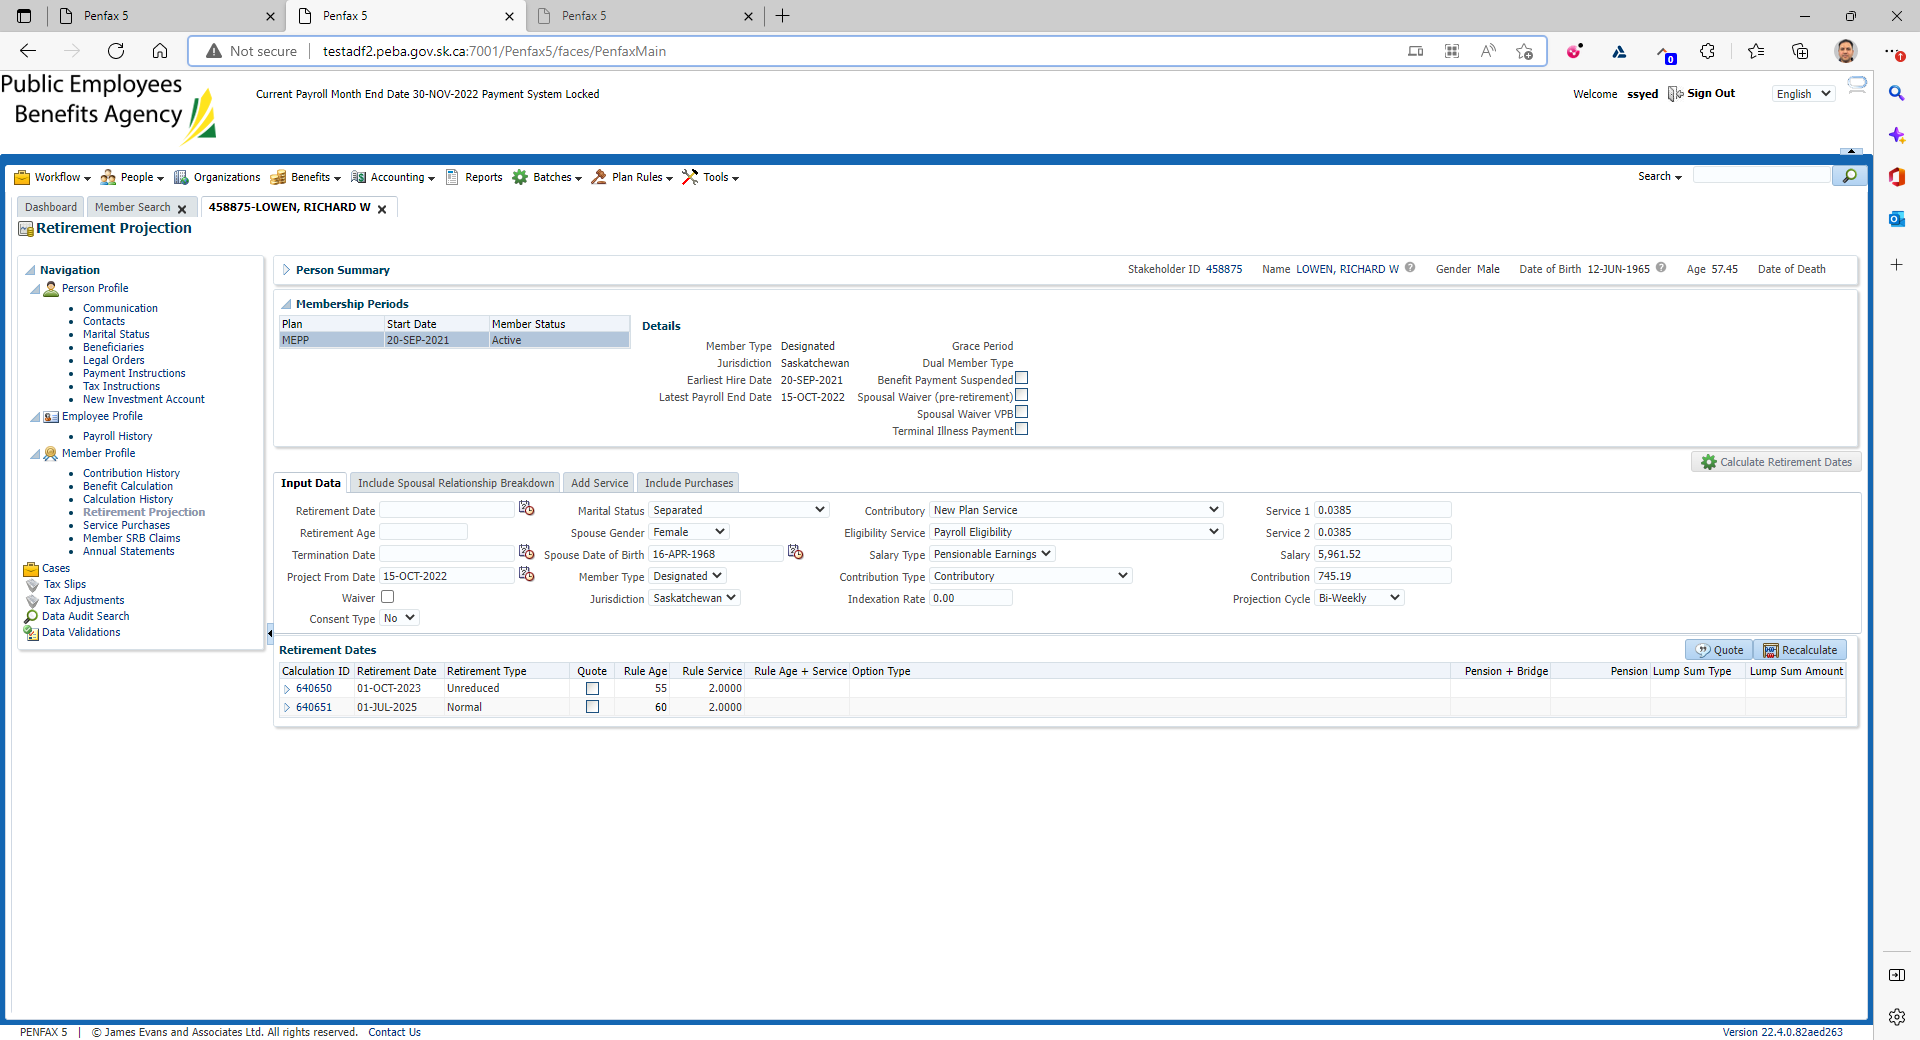 Penfax 5
Penfax 5
Penfax 5
Not secure
testadf2.peba.gov.sk.ca:7001/Penfax5/faces/PenfaxMain
0
Public Employees
Benefits Agency
Current Payroll Month End Date 30-NOV-2022 Payment System Locked
Welcome ssyed Sign Out English
Workflow People Organizations Benefits Accounting Reports Batches Plan Rules Tools
Search
Dashboard Member Search 458875-LOWEN, RICHARD W
Retirement Projection
Navigation
Person Profile
Communication
Contacts
Marital Status
Beneficiaries
Legal Orders
Payment Instructions
Tax Instructions
New Investment Account
Employee Profile
Payroll History
Member Profile
Contribution History
Benefit Calculation
Calculation History
Retirement Projection
Service Purchases
Member SRB Claims
Annual Statements
Cases
Tax Slips
Tax Adjustments
Data Audit Search
Data Validations
Person Summary
Stakeholder ID 458875 Name LOWEN, RICHARD W Gender Male Date of Birth 12-JUN-1965 Age 57.45 Date of Death
Membership Periods
Plan Start Date Member Status
MEPP 20-SEP-2021 Active
Details
Member Type Designated Grace Period
Jurisdiction Saskatchewan Dual Member Type
Earliest Hire Date 20-SEP-2021 Benefit Payment Suspended
Latest Payroll End Date 15-OCT-2022 Spousal Waiver (pre-retirement)
Spousal Waiver VPB
Terminal Illness Payment
Calculate Retirement Dates
Input Data Include Spousal Relationship Breakdown Add Service Include Purchases
Retirement Date Marital Status Separated Contributory New Plan Service Service 1 0.0385
Retirement Age Spouse Gender Female Eligibility Service Payroll Eligibility Service 2 0.0385
Termination Date Spouse Date of Birth 16-APR-1968 Salary Type Pensionable Earnings Salary 5,961.52
Project From Date 15-OCT-2022 Member Type Designated Contribution Type Contributory Contribution 745.19
Waiver Jurisdiction Saskatchewan Indexation Rate 0.00 Projection Cycle Bi-Weekly
Consent Type No
Retirement Dates
Quote Recalculate
Calculation ID Retirement Date Retirement Type Quote Rule Age Rule Service Rule Age + Service Option Type Pension + Bridge Pension Lump Sum Type Lump Sum Amount
640650 01-OCT-2023 Unreduced 55 2.0000
640651 01-JUL-2025 Normal 60 2.0000
PENFAX 5 | © James Evans and Associates Ltd. All rights reserved. Contact Us
Version 22.4.0.82aed263